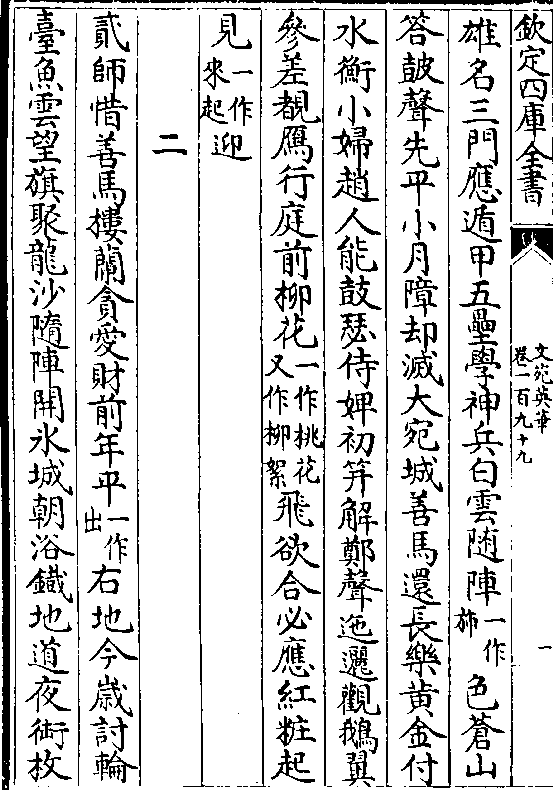 欽定四庫全書
文苑英華
卷一百九十九
一
雄名三門應遁甲五壘學神兵白雲随陣一作斾色蒼山
答鼓聲先平小月障却滅大宛城善馬還長樂黄金付
水衡小婦趙人能鼓瑟侍婢初笄解鄭聲迤邐觀鵝翼
參差覩鴈行庭前柳花一作桃花又作柳絮飛欲合必應紅粧起
見一作來起迎
二
貳師惜善馬樓蘭貪愛財前年平一作出右地今歲討輪
臺魚雲望旗聚龍沙隨陣開氷城朝浴鐡地道夜銜枚